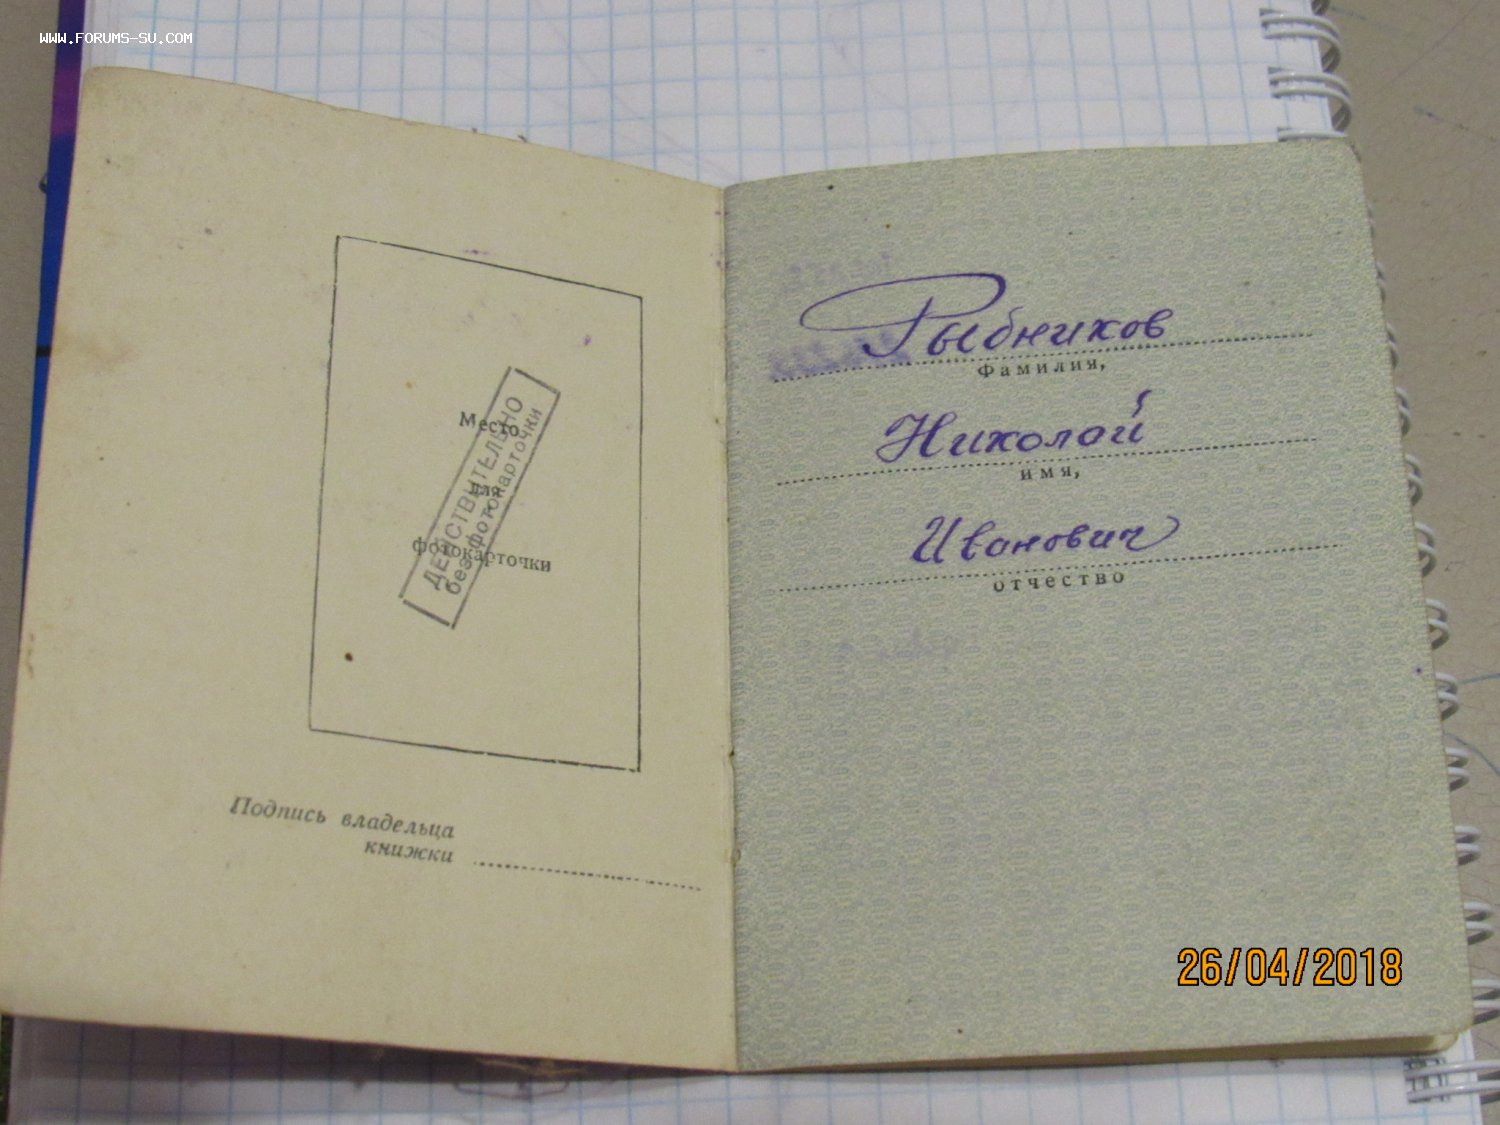 WWW.FORUMS-SU.COM
Место
для
фотокарточки
ДЕЙСТВИТЕЛЬНО
без фотокарточки
Подпись владельца
книжки
Рыбников
Фамилия,
Николай
имя,
Иванович
отчество
26/04/2018